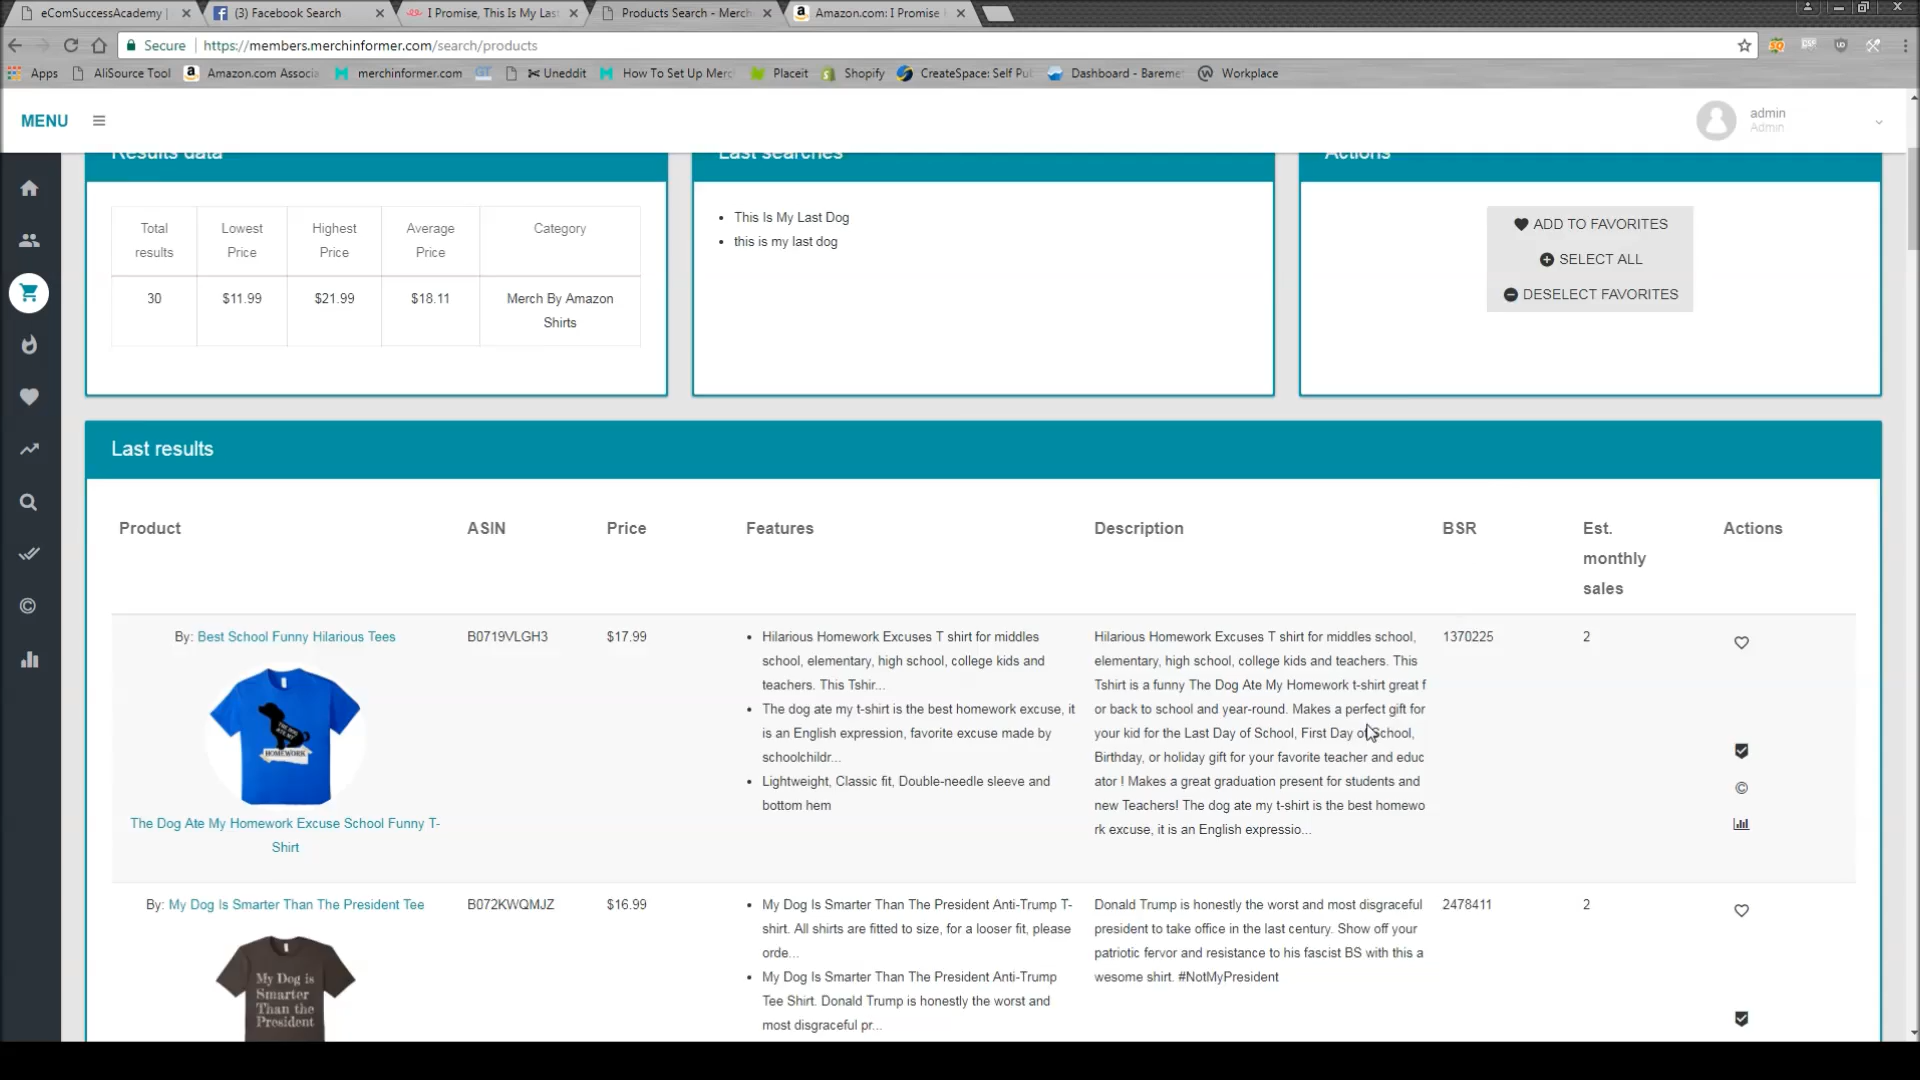 eComSuccessAcademy |
(3) Facebook Search
I Promise, This Is My Las
Products Search - Merch
Amazon.com: I Promise
Secure | https://members.merchinformer.com/search/products
Apps AliSource Tool Amazon.com Associa merchinformer.com GT Uneddit How To Set Up Merc Placeit Shopify CreateSpace: Self Pu Dashboard - Bareme Workplace
MENU
admin
Admin
Results data
Last searches
Actions
Total results
Lowest Price
Highest Price
Average Price
Category
30 $11.99 $21.99 $18.11 Merch By Amazon Shirts
This Is My Last Dog
this is my last dog
ADD TO FAVORITES
SELECT ALL
DESELECT FAVORITES
Last results
Product ASIN Price Features Description BSR Est. monthly sales Actions
By: Best School Funny Hilarious Tees
THE DOG
ATE MY
HOMEWORK
The Dog Ate My Homework Excuse School Funny T-
Shirt
B0719VLGH3
$17.99
Hilarious Homework Excuses T shirt for middles
school, elementary, high school, college kids and
teachers. This Tshir...
The dog ate my t-shirt is the best homework excuse, it
is an English expression, favorite excuse made by
schoolchildr...
Lightweight, Classic fit, Double-needle sleeve and
bottom hem
Hilarious Homework Excuses T shirt for middles school,
elementary, high school, college kids and teachers. This
Tshirt is a funny The Dog Ate My Homework t-shirt great f
or back to school and year-round. Makes a perfect gift for
your kid for the Last Day of School, First Day of School,
Birthday, or holiday gift for your favorite teacher and educ
ator ! Makes a great graduation present for students and
new Teachers! The dog ate my t-shirt is the best homewo
rk excuse, it is an English expressio...
1370225
2
By: My Dog Is Smarter Than The President Tee
My Dog is
Smarter
Than the
President
B072KWQMJZ
$16.99
My Dog Is Smarter Than The President Anti-Trump T-
shirt. All shirts are fitted to size, for a looser fit, please
orde...
My Dog Is Smarter Than The President Anti-Trump
Tee Shirt. Donald Trump is honestly the worst and
most disgraceful pr...
Donald Trump is honestly the worst and most disgraceful
president to take office in the last century. Show off your
patriotic fervor and resistance to his fascist BS with this a
wesome shirt. #NotMyPresident
2478411
2